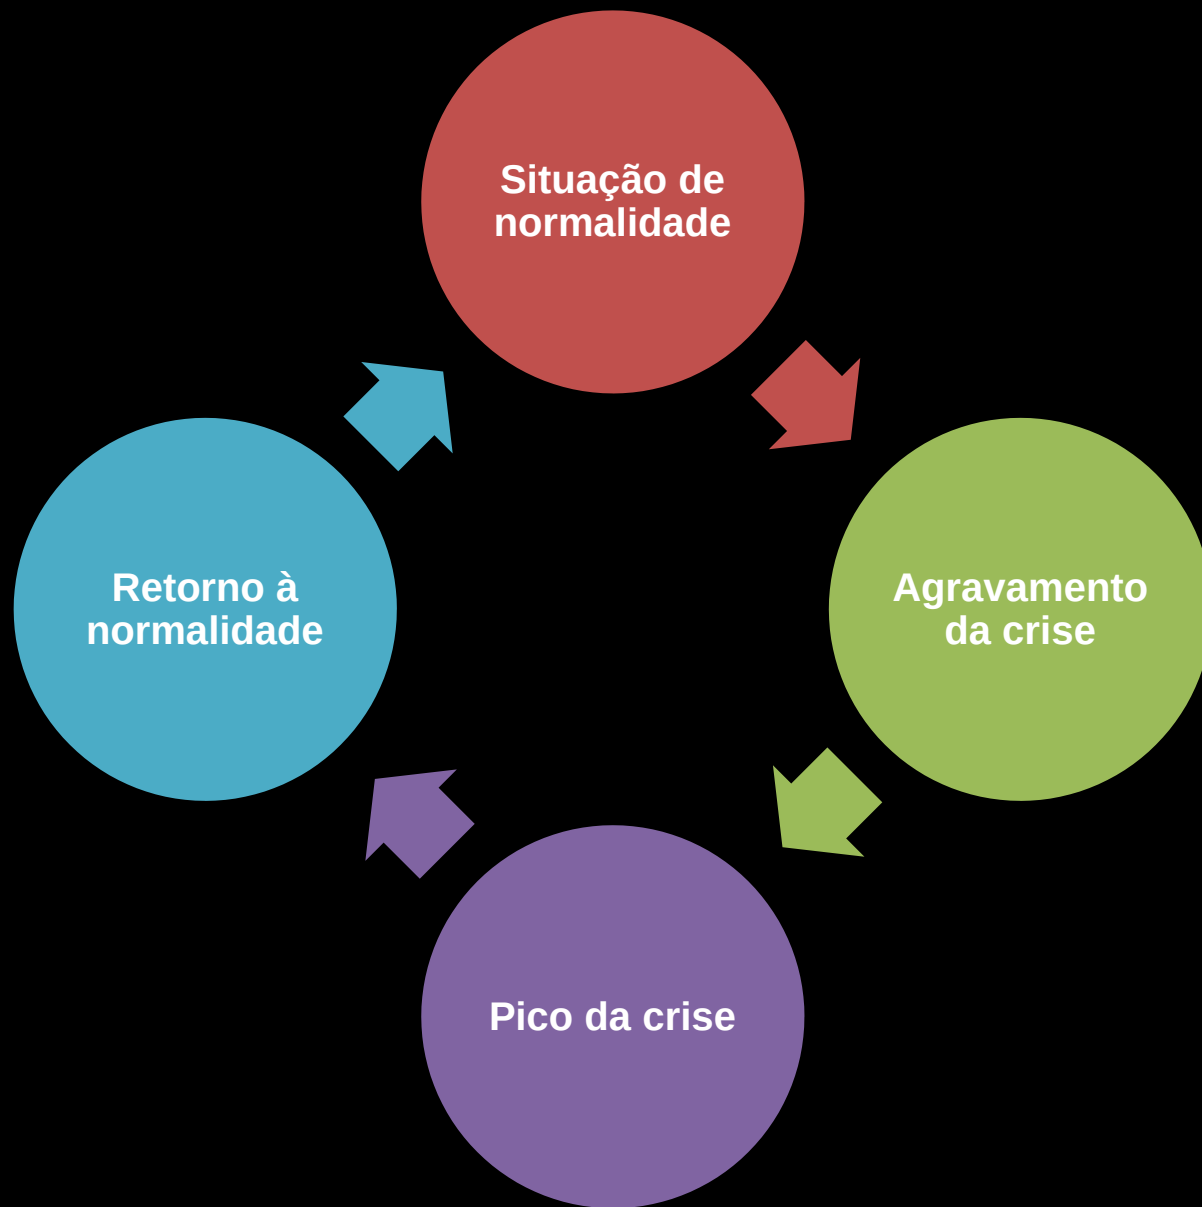 Situação de
normalidade
Agravamento
da crise
Pico da crise
Retorno à
normalidade